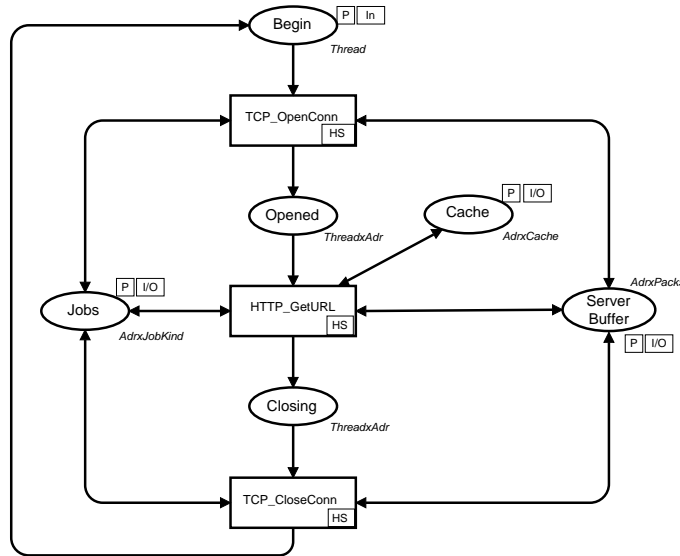 Begin
P In
Thread
TCP_OpenConn
HS
Opened
ThreadxAdr
Cache
P I/O
AdrxCache
Jobs
P I/O
AdrxJobKind
HTTP_GetURL
HS
AdrxPacks
Server
Buffer
P I/O
Closing
ThreadxAdr
TCP_CloseConn
HS